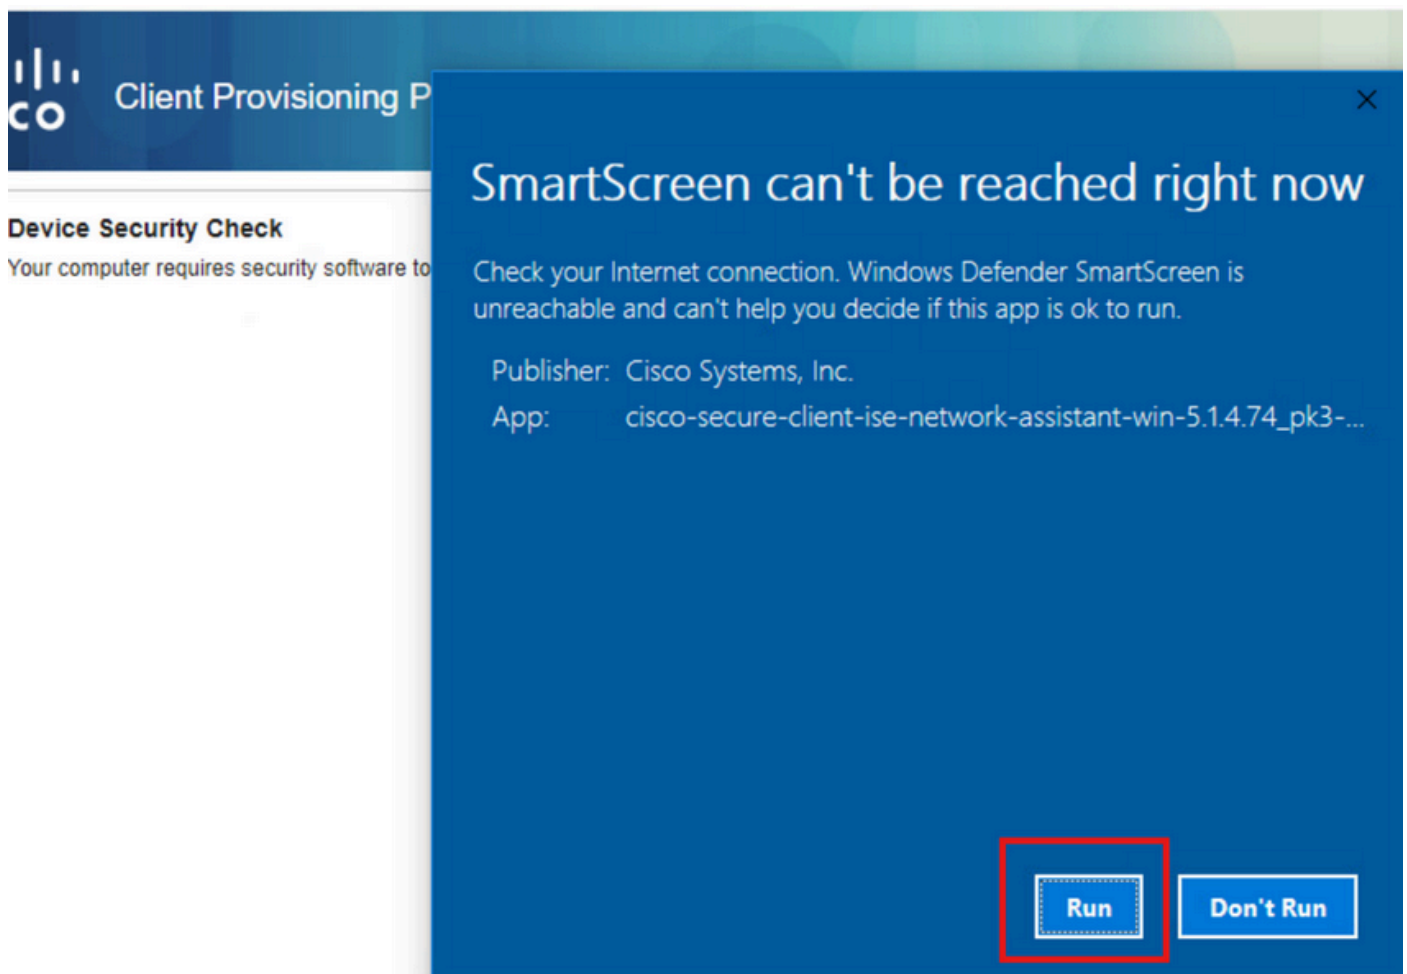 co
Client Provisioning P
Device Security Check
Your computer requires security software to
SmartScreen can't be reached right now
Check your Internet connection. Windows Defender SmartScreen is
unreachable and can't help you decide if this app is ok to run.
Publisher: Cisco Systems, Inc.
App: cisco-secure-client-ise-network-assistant-win-5.1.4.74_pk3-...
Run
Don't Run